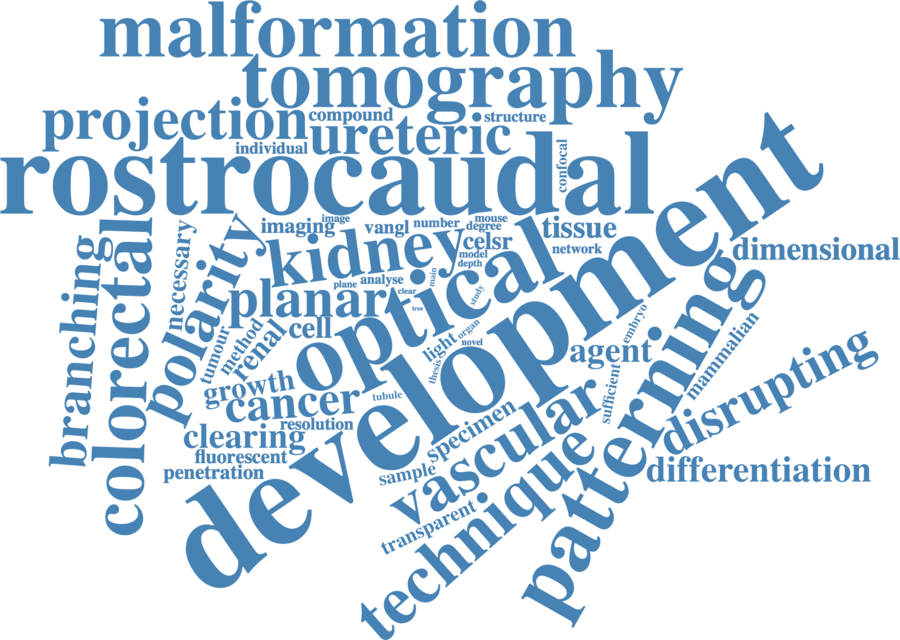 malformation
tomography
projection
compound
structure
ureteric
individual
confocal
rostrocaudal
development
imaging
image
vangl
number
mouse
degree
tissue
necessary
polarity
kidney
celsr
network
dimensional
branching
colorectal
model
depth
optical
plane
analyse
main
clear
study
planar
tree
tumour
method
renal
cell
light
organ
novel
embryo
agent
patterning
mammalian
growth
thesis
sufficient
disrupting
cancer
tubule
resolution
clearing
specimen
vascular
fluorescent
penetration
sample
differentiation
transparent
technique